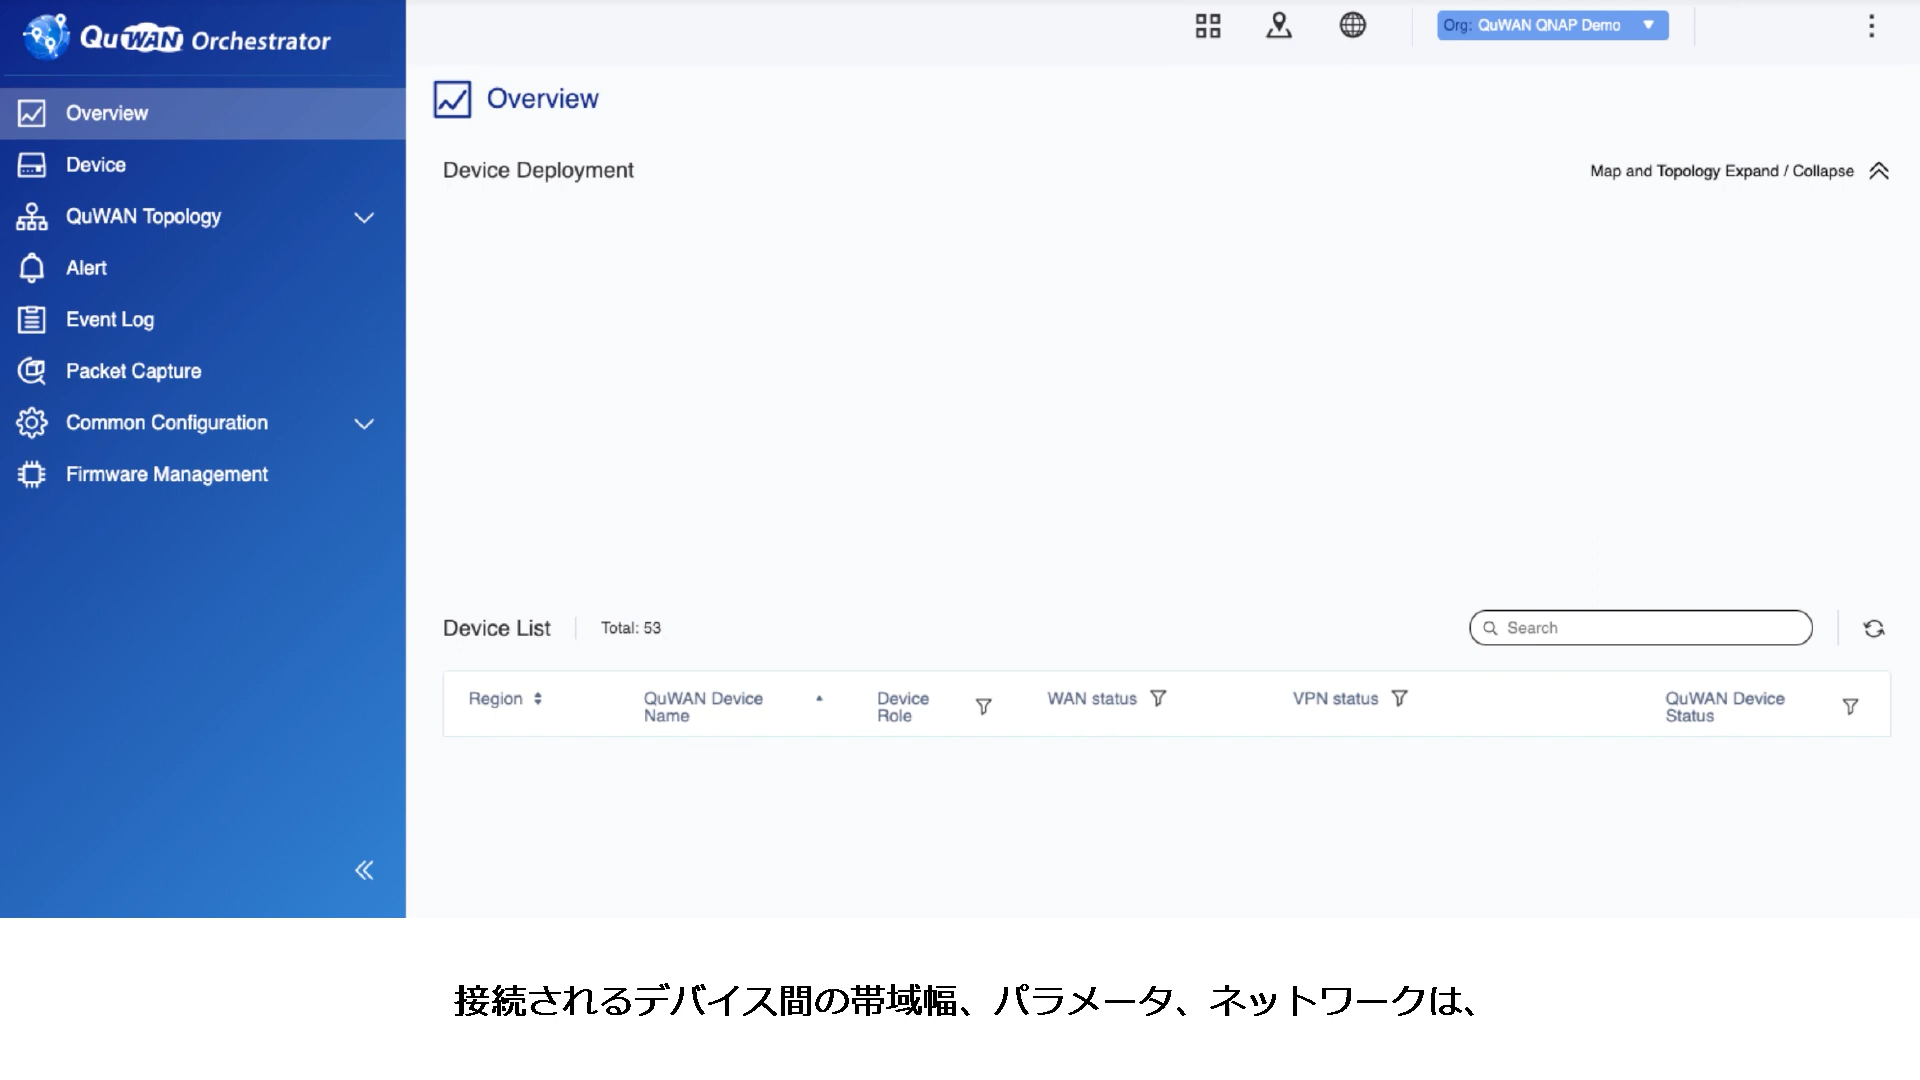 QuWAN Orchestrator
Org: QuWAN QNAP Demo
Overview
Device
QuWAN Topology
Alert
Event Log
Packet Capture
Common Configuration
Firmware Management
Overview
Device Deployment
Map and Topology Expand / Collapse
Device List
Total: 53
Search
Region
QuWAN Device
Name
Device
Role
WAN status
VPN status
QuWAN Device
Status
接続されるデバイス間の帯域幅、パラメータ、ネットワークは、